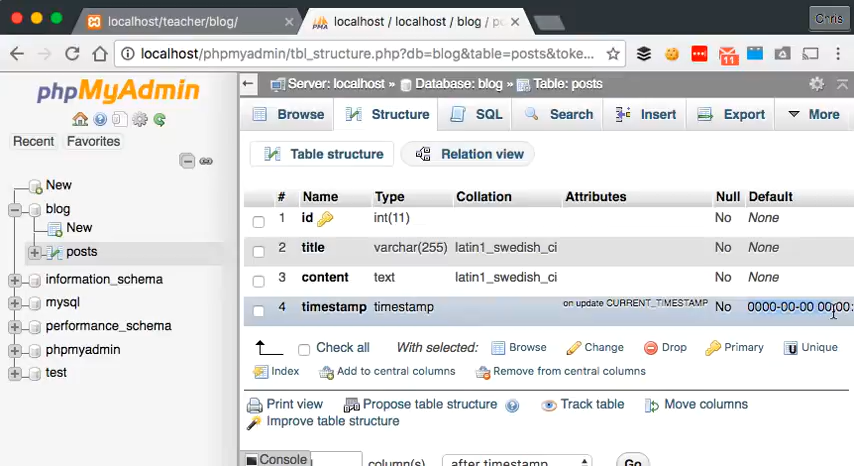 localhost/teacher/blog/
localhost / localhost / blog / po
Chris
localhost/phpmyadmin/tbl_structure.php?db=blog&table=posts&toke...
11
phpMyAdmin
Recent Favorites
New
blog
New
posts
information_schema
mysql
performance_schema
phpmyadmin
test
Server: localhost » Database: blog » Table: posts
Browse Structure SQL Search Insert Export More
Table structure Relation view
# Name Type Collation Attributes Null Default
1 id int(11) No None
2 title varchar(255) latin1_swedish_ci No None
3 content text latin1_swedish_ci No None
4 timestamp timestamp on update CURRENT_TIMESTAMP No 0000-00-00 00:00:
Check all With selected: Browse Change Drop Primary Unique
Index Add to central columns Remove from central columns
Print view Propose table structure Track table Move columns
Improve table structure
Console
column(s) after timestamp Go